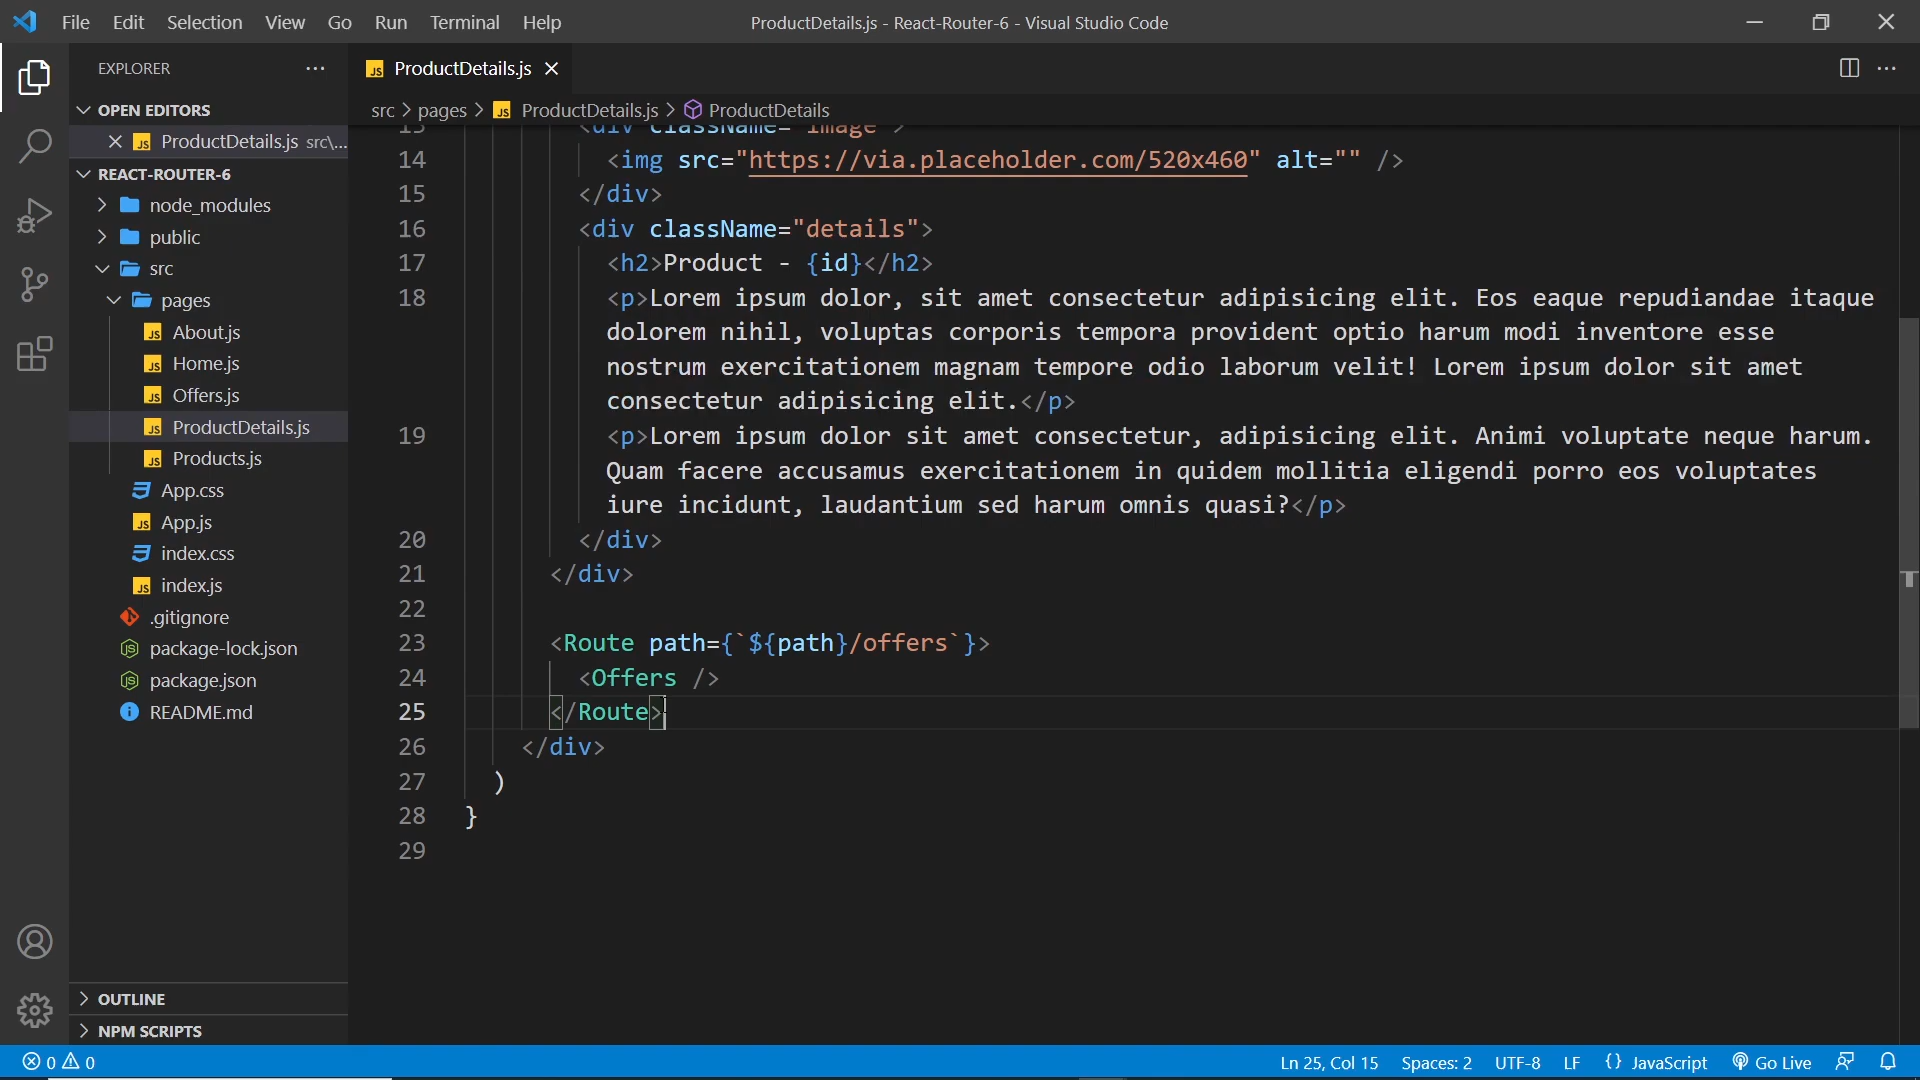 File Edit Selection View Go Run Terminal Help
ProductDetails.js - React-Router-6 - Visual Studio Code
EXPLORER
OPEN EDITORS
ProductDetails.js src\...
REACT-ROUTER-6
node_modules
public
src
pages
About.js
Home.js
Offers.js
ProductDetails.js
Products.js
App.css
App.js
index.css
index.js
.gitignore
package-lock.json
package.json
README.md
OUTLINE
NPM SCRIPTS
ProductDetails.js
src > pages > ProductDetails.js > ProductDetails
13 <div className="image">
14 <img src="https://via.placeholder.com/520x460" alt="" />
15 </div>
16 <div className="details">
17 <h2>Product - {id}</h2>
18 <p>Lorem ipsum dolor, sit amet consectetur adipisicing elit. Eos eaque repudiandae itaque
dolorem nihil, voluptas corporis tempora provident optio harum modi inventore esse
nostrum exercitationem magnam tempore odio laborum velit! Lorem ipsum dolor sit amet
consectetur adipisicing elit.</p>
19 <p>Lorem ipsum dolor sit amet consectetur, adipisicing elit. Animi voluptate neque harum.
Quam facere accusamus exercitationem in quidem mollitia eligendi porro eos voluptates
iure incidunt, laudantium sed harum omnis quasi?</p>
20 </div>
21 </div>
22
23 <Route path={`${path}/offers`}>
24 <Offers />
25 </Route>
26 </div>
27 )
28 }
29
0 0
Ln 25, Col 15 Spaces: 2 UTF-8 LF {} JavaScript Go Live